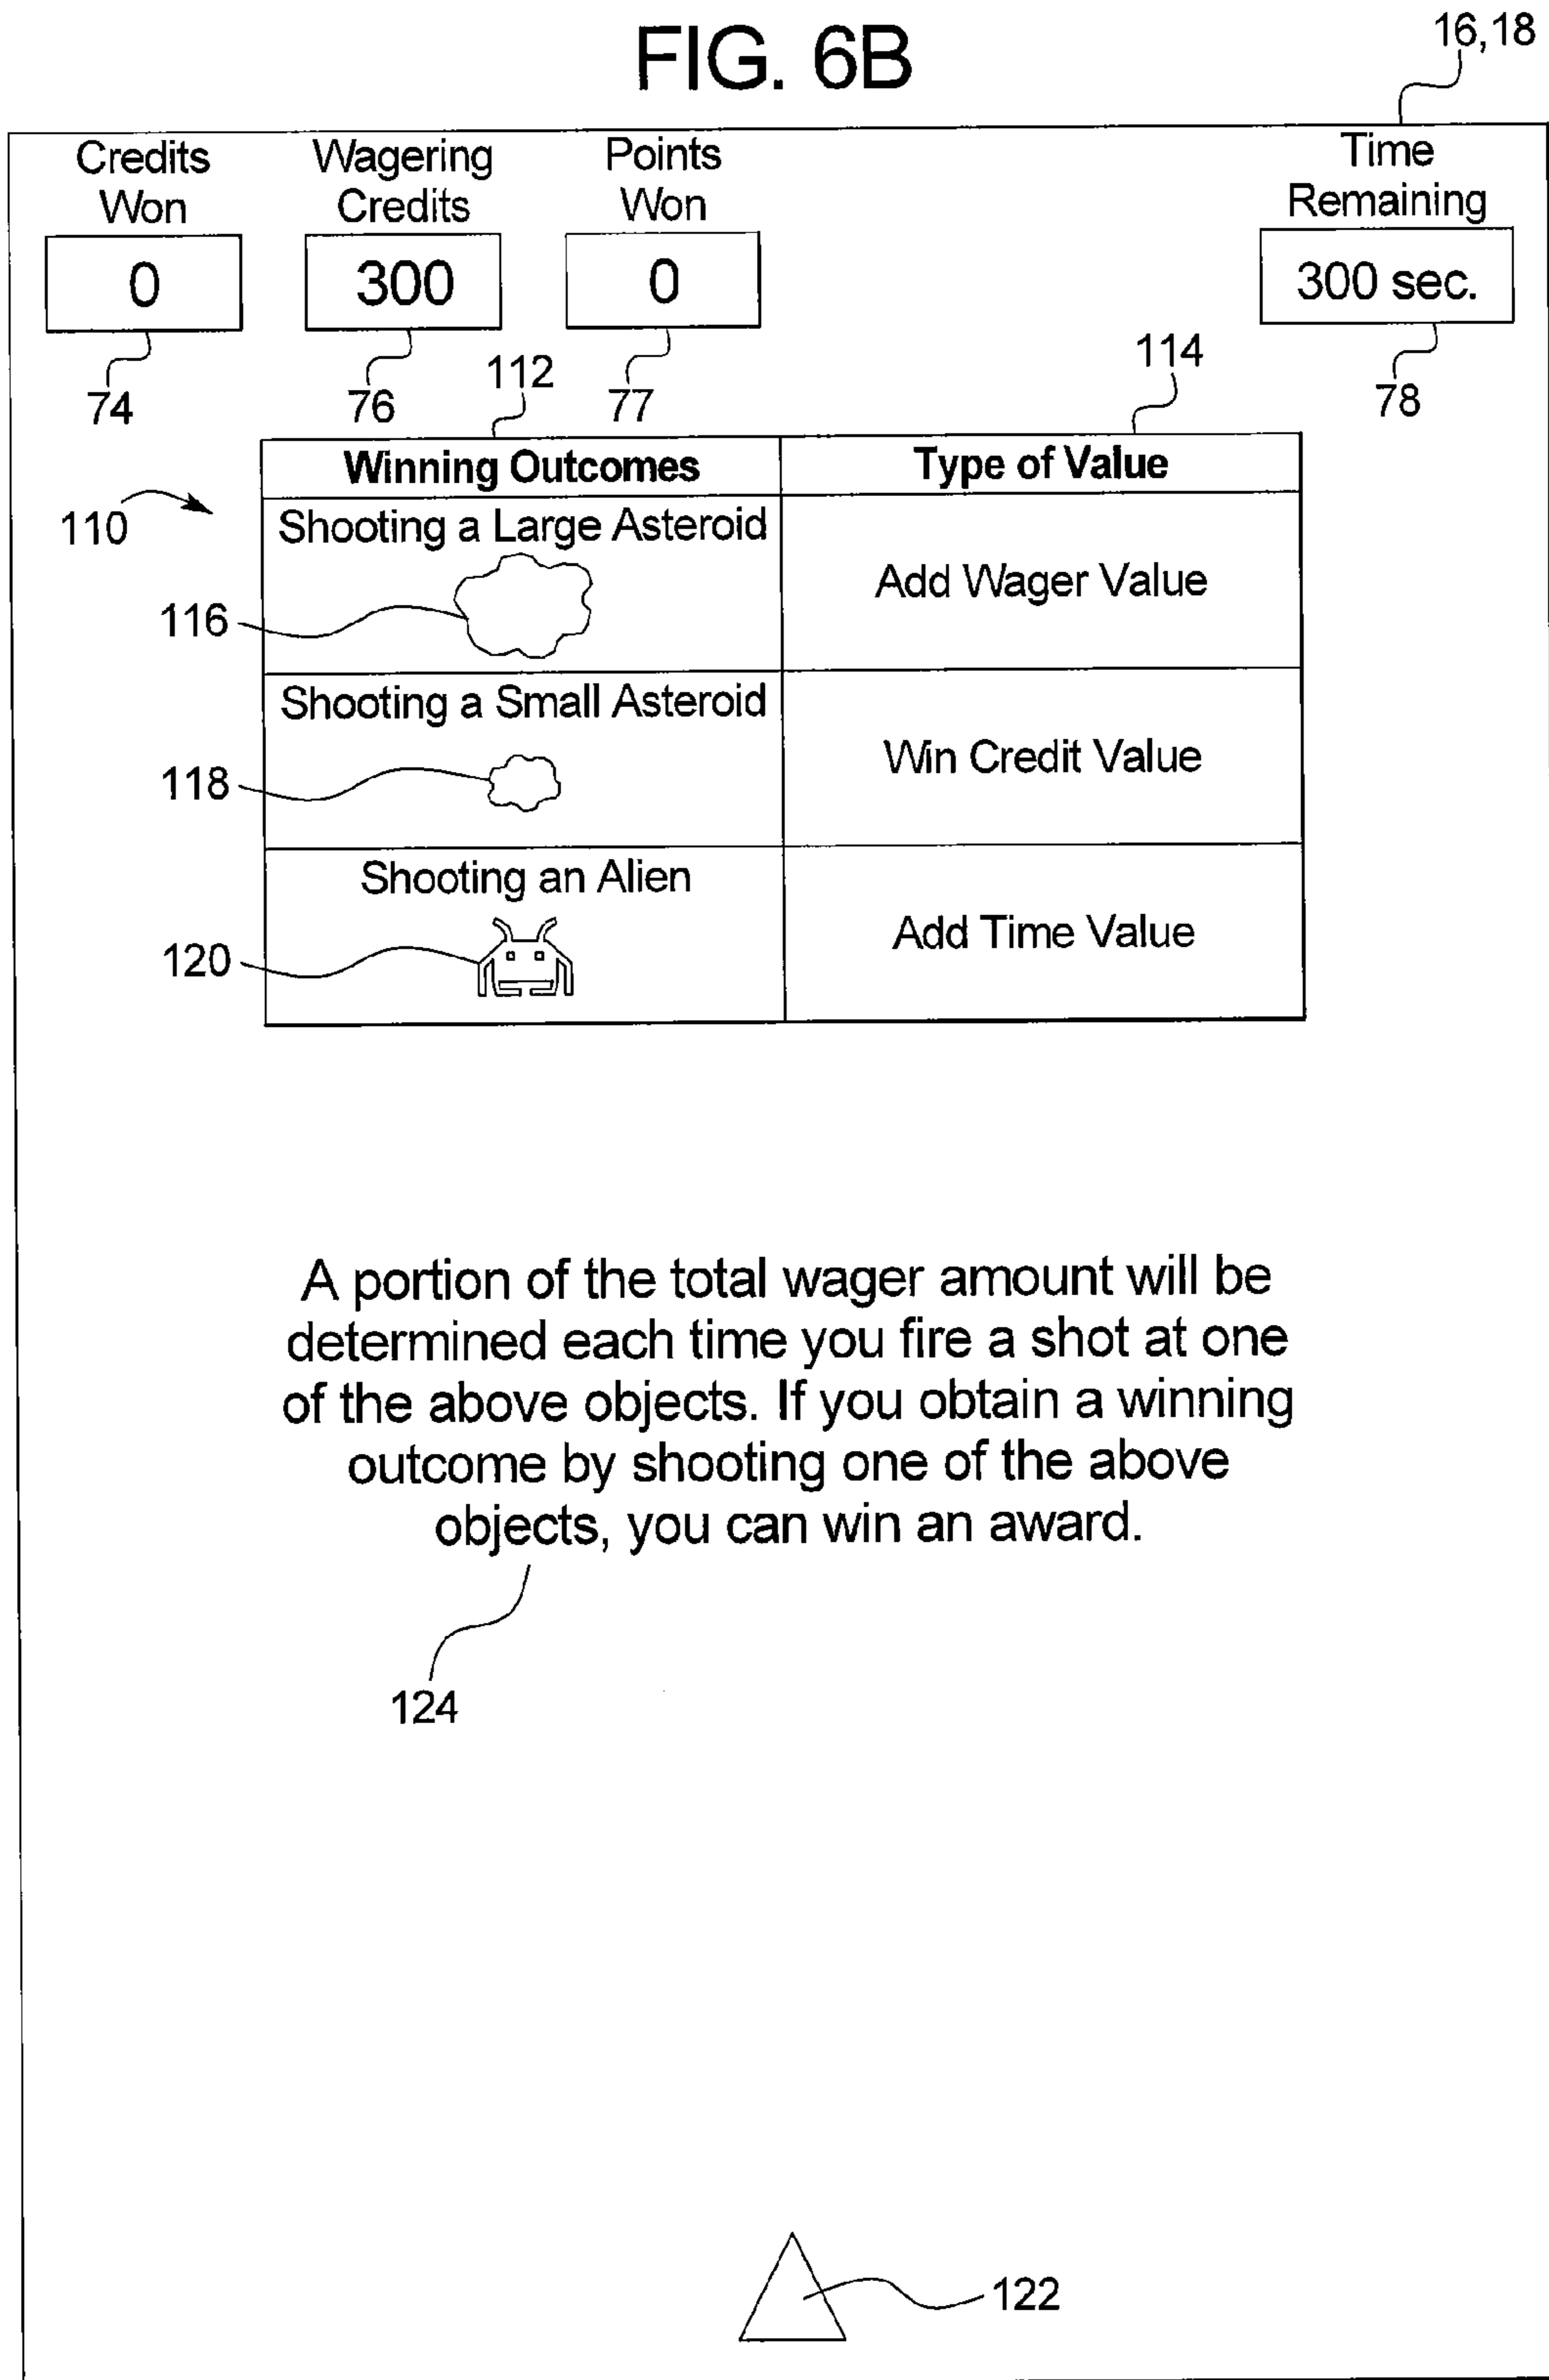 FIG. 6B
16,18
Credits
Won
Wagering
Credits
Points
Won
Time
Remaining
0
300
0
300 sec.
74
76
112
77
114
78
Winning Outcomes
Type of Value
110
Shooting a Large Asteroid
Add Wager Value
116
Shooting a Small Asteroid
Win Credit Value
118
Shooting an Alien
Add Time Value
120
A portion of the total wager amount will be
determined each time you fire a shot at one
of the above objects. If you obtain a winning
outcome by shooting one of the above
objects, you can win an award.
124
122